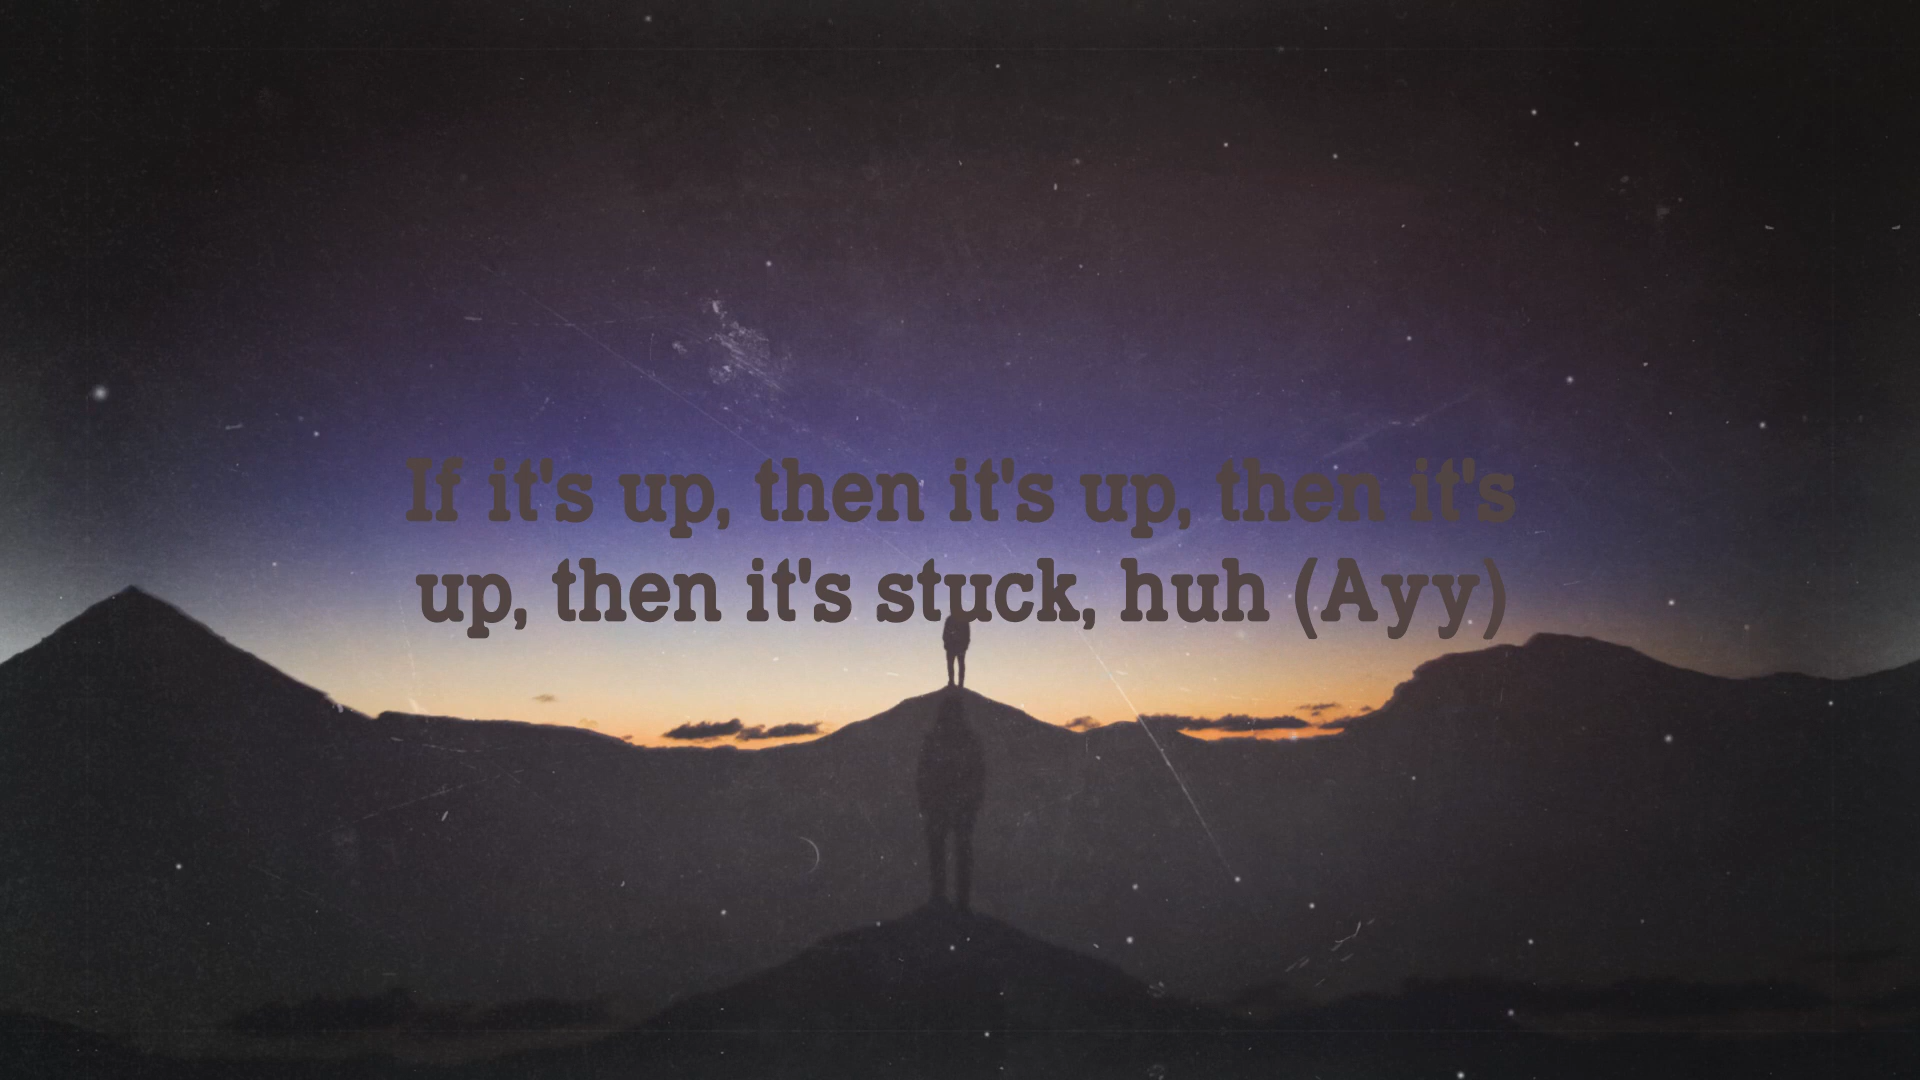 If it's up, then it's up, then it's
up, then it's stuck, huh (Ayy)